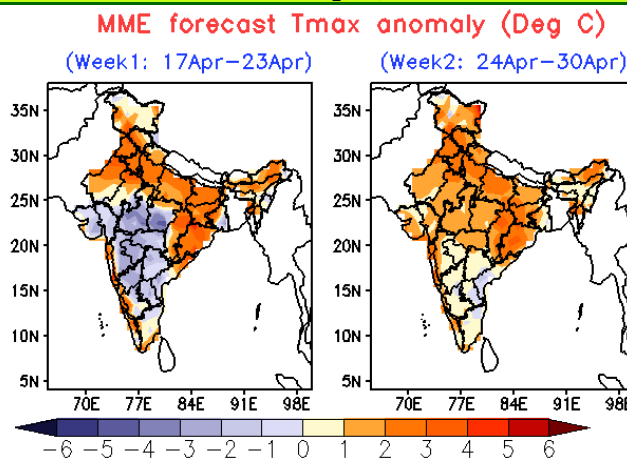 MME forecast Tmax anomaly (Deg C)
(Week1: 17Apr-23Apr) (Week2: 24Apr-30Apr)
35N 35N
30N 30N
25N 25N
20N 20N
15N 15N
10N 10N
5N 5N
70E 77E 84E 91E 98E 70E 77E 84E 91E 98E
-6 -5 -4 -3 -2 -1 0 1 2 3 4 5 6